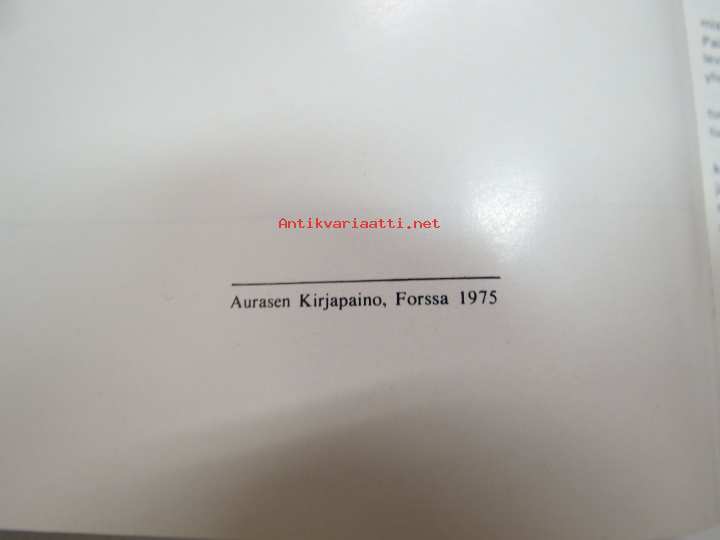 Antikvariaatti.net
Aurasen Kirjapaino, Forssa 1975